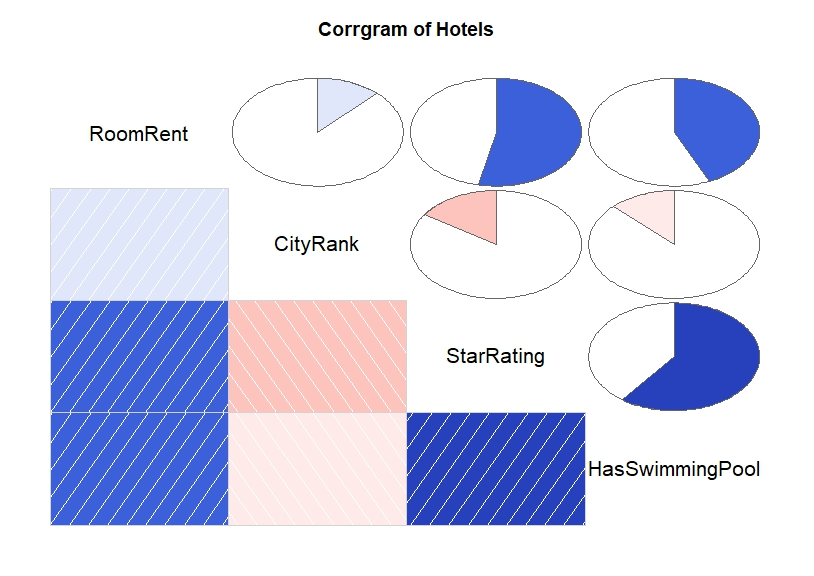 Corrgram of Hotels
RoomRent
CityRank
StarRating
HasSwimmingPool